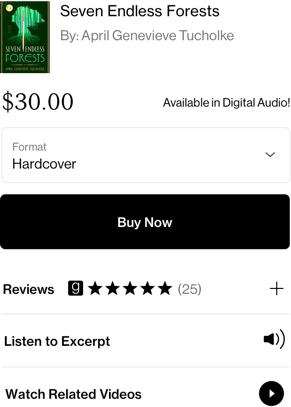 SEVEN ENDLESS
FORESTS
APRIL GENEVIEVE TUCHOLKE
Seven Endless Forests
By: April Genevieve Tucholke
$30.00
Available in Digital Audio!
Format
Hardcover
Buy Now
Reviews g ★★★★★ (25) +
Listen to Excerpt
Watch Related Videos